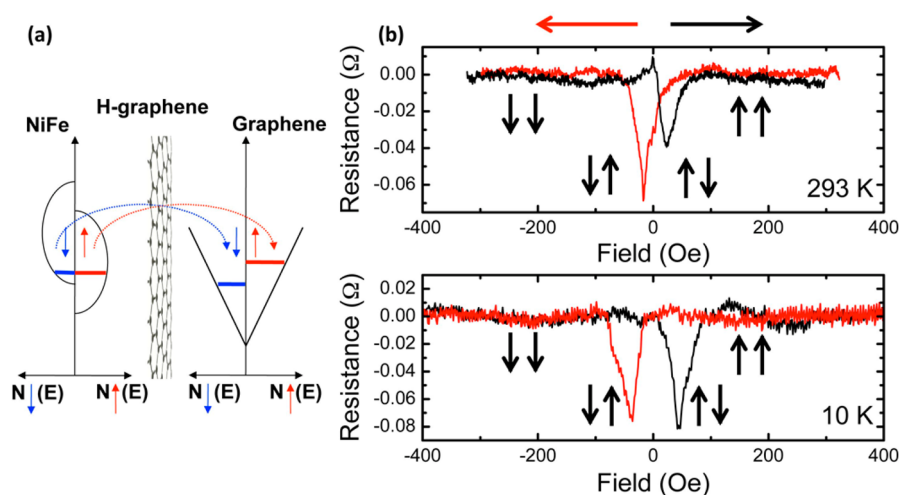 (a)
H-graphene
NiFe
Graphene
N↓(E) N↑(E)
N↓(E) N↑(E)
(b)
Resistance (Ω)
0.00
-0.02
-0.04
-0.06
293 K
-400 -200 0 200 400
Field (Oe)
Resistance (Ω)
0.02
0.00
-0.02
-0.04
-0.06
-0.08
10 K
-400 -200 0 200 400
Field (Oe)